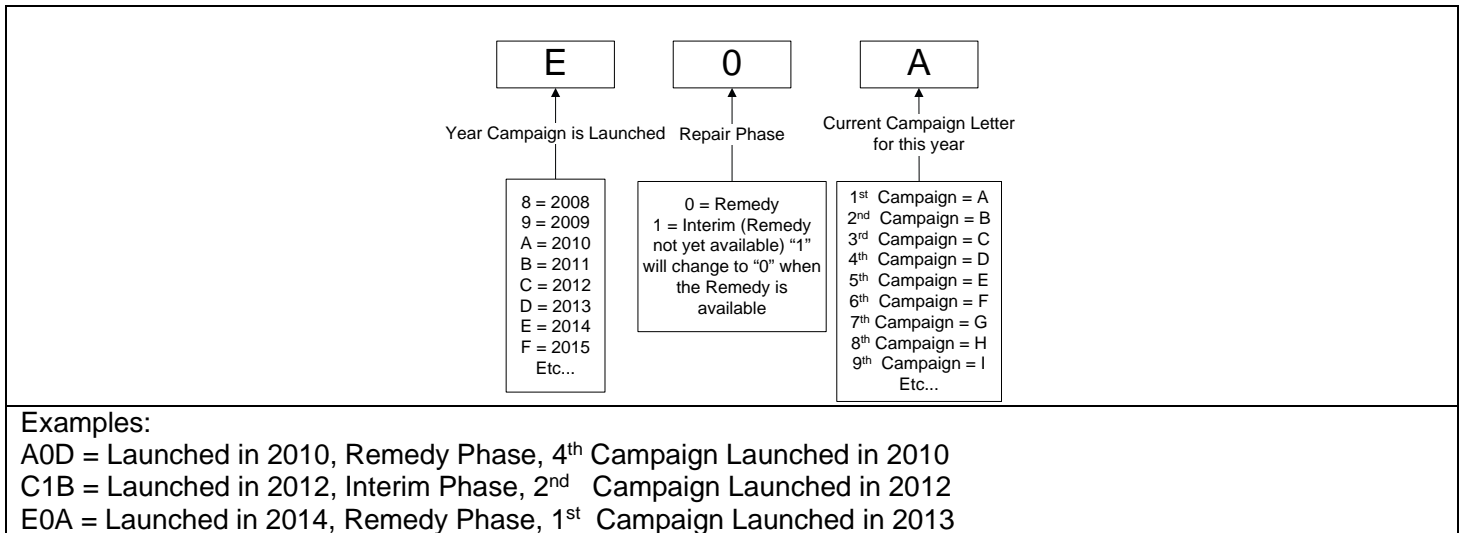 E
0
A
Year Campaign is Launched
Repair Phase
Current Campaign Letter
for this year
8 = 2008
9 = 2009
A = 2010
B = 2011
C = 2012
D = 2013
E = 2014
F = 2015
Etc...
0 = Remedy
1 = Interim (Remedy
not yet available) “1”
will change to “0” when
the Remedy is
available
1st Campaign = A
2nd Campaign = B
3rd Campaign = C
4th Campaign = D
5th Campaign = E
6th Campaign = F
7th Campaign = G
8th Campaign = H
9th Campaign = I
Etc...
Examples:
A0D = Launched in 2010, Remedy Phase, 4th Campaign Launched in 2010
C1B = Launched in 2012, Interim Phase, 2nd Campaign Launched in 2012
E0A = Launched in 2014, Remedy Phase, 1st Campaign Launched in 2013